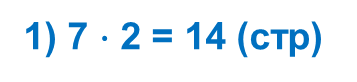 1) 7 · 2 = 14 (стр)